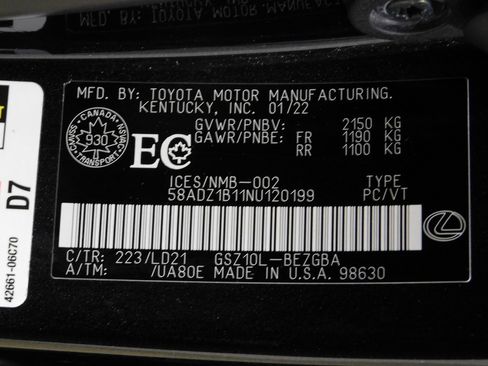 MFD. BY: TOYOTA MOTOR MANUFACTURING.
KENTUCKY, INC. 01/22
GVWR/PNBV: 2150 KG
GAWR/PNBE: FR 1190 KG
RR 1100 KG
CANADA
930
EC
ICES/NMB-002 TYPE
58ADZ1B11NU120199 PC/VT
C/TR: 223/LD21 GSZ10L-BEZGBA
A/TM: /UA80E MADE IN U.S.A. 98630
D7
42661-06C70